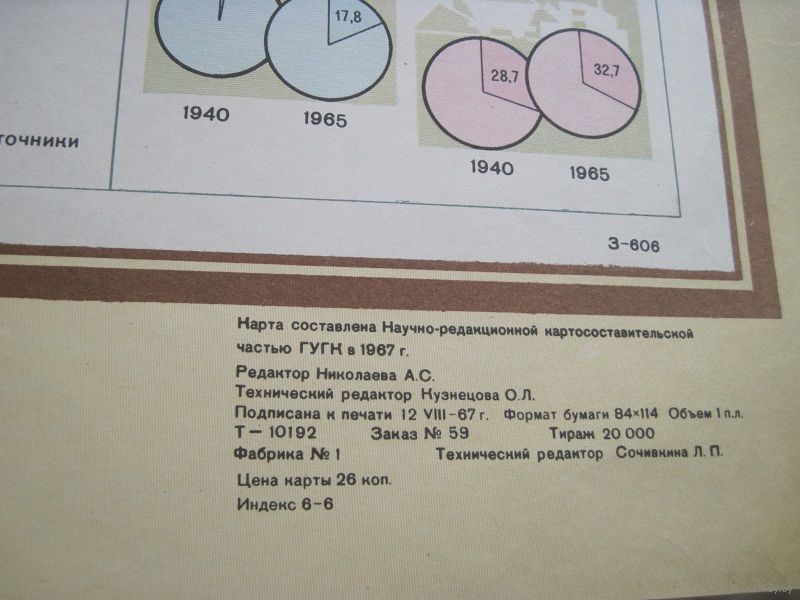 17,8
28,7
32,7
1940
1965
1940
1965
точники
З-606
Карта составлена Научно-редакционной картосоставительской
частью ГУГК в 1967 г.
Редактор Николаева А.С.
Технический редактор Кузнецова О.Л.
Подписана к печати 12 VIII-67 г. Формат бумаги 84×114 Объем 1 п.л.
Т— 10192 Заказ № 59 Тираж 20 000
Фабрика № 1 Технический редактор Сочивкина Л. П.
Цена карты 26 коп.
Индекс 6-6